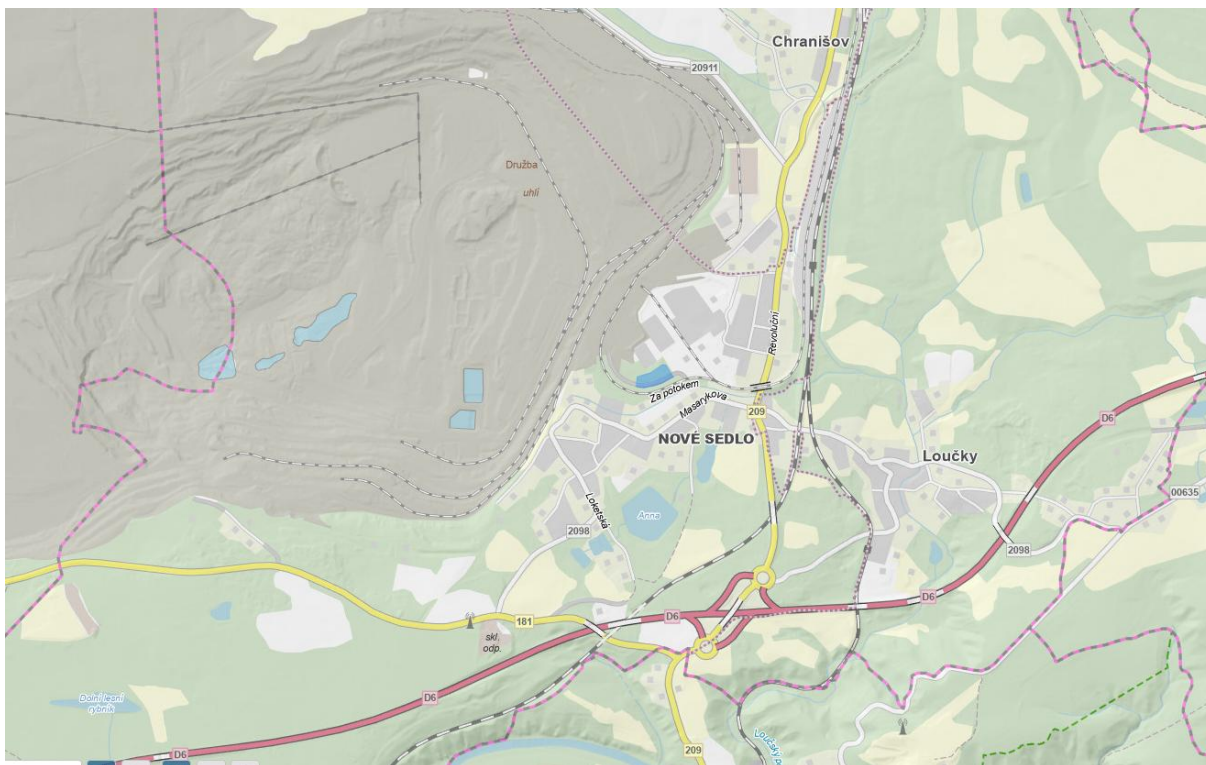 Chranišov
20911
Družba
uhlí
Revoluční
Za potokem
Masarykova
209
NOVÉ SEDLO
D6
Loučky
00635
Loketská
Anna
2098
2098
D6
D6
181
skl.
odp.
Dolní lesní
rybník
D6
D6
209